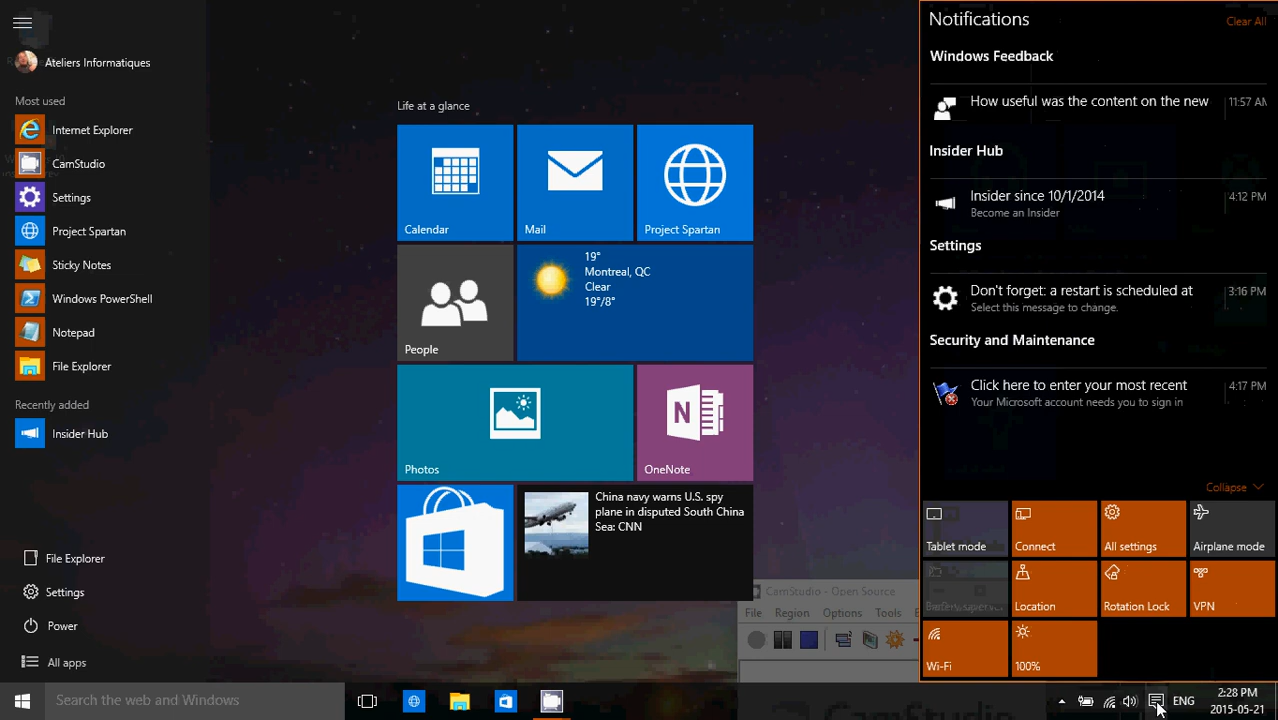 Ateliers Informatiques
Most used
Internet Explorer
CamStudio
Settings
Project Spartan
Sticky Notes
Windows PowerShell
Notepad
File Explorer
Recently added
Insider Hub
File Explorer
Settings
Power
All apps
Search the web and Windows
Life at a glance
Calendar
Mail
Project Spartan
People
19°
Montreal, QC
Clear
19°/8°
Photos
N
OneNote
China navy warns U.S. spy
plane in disputed South China
Sea: CNN
CamStudio - Open Source
File Region Options Tools
CamStudio
Notifications
Clear All
Windows Feedback
How useful was the content on the new
11:57 AM
Insider Hub
Insider since 10/1/2014
4:12 PM
Become an Insider
Settings
Don't forget: a restart is scheduled at
3:16 PM
Select this message to change.
Security and Maintenance
Click here to enter your most recent
4:17 PM
Your Microsoft account needs you to sign in
Collapse
Tablet mode
Connect
All settings
Airplane mode
Location
Rotation Lock
VPN
Wi-Fi
100%
ENG
2:28 PM
2015-05-21